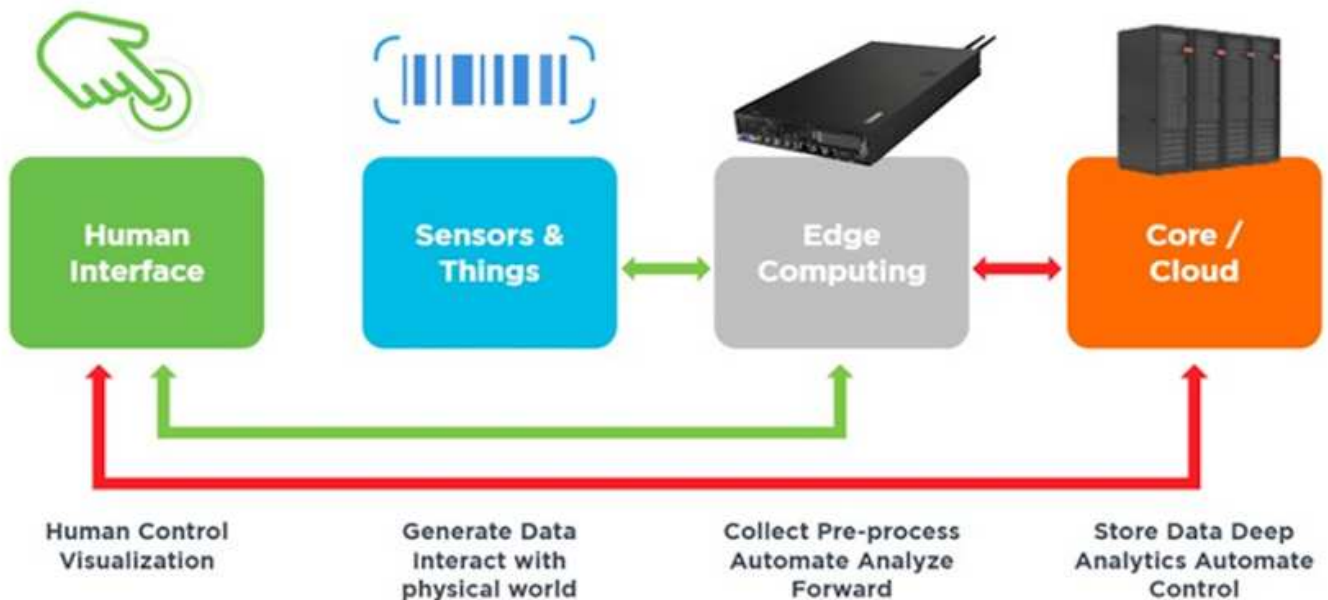 Human
Interface
Sensors &
Things
Edge
Computing
Core /
Cloud
Human Control
Visualization
Generate Data
Interact with
physical world
Collect Pre-process
Automate Analyze
Forward
Store Data Deep
Analytics Automate
Control